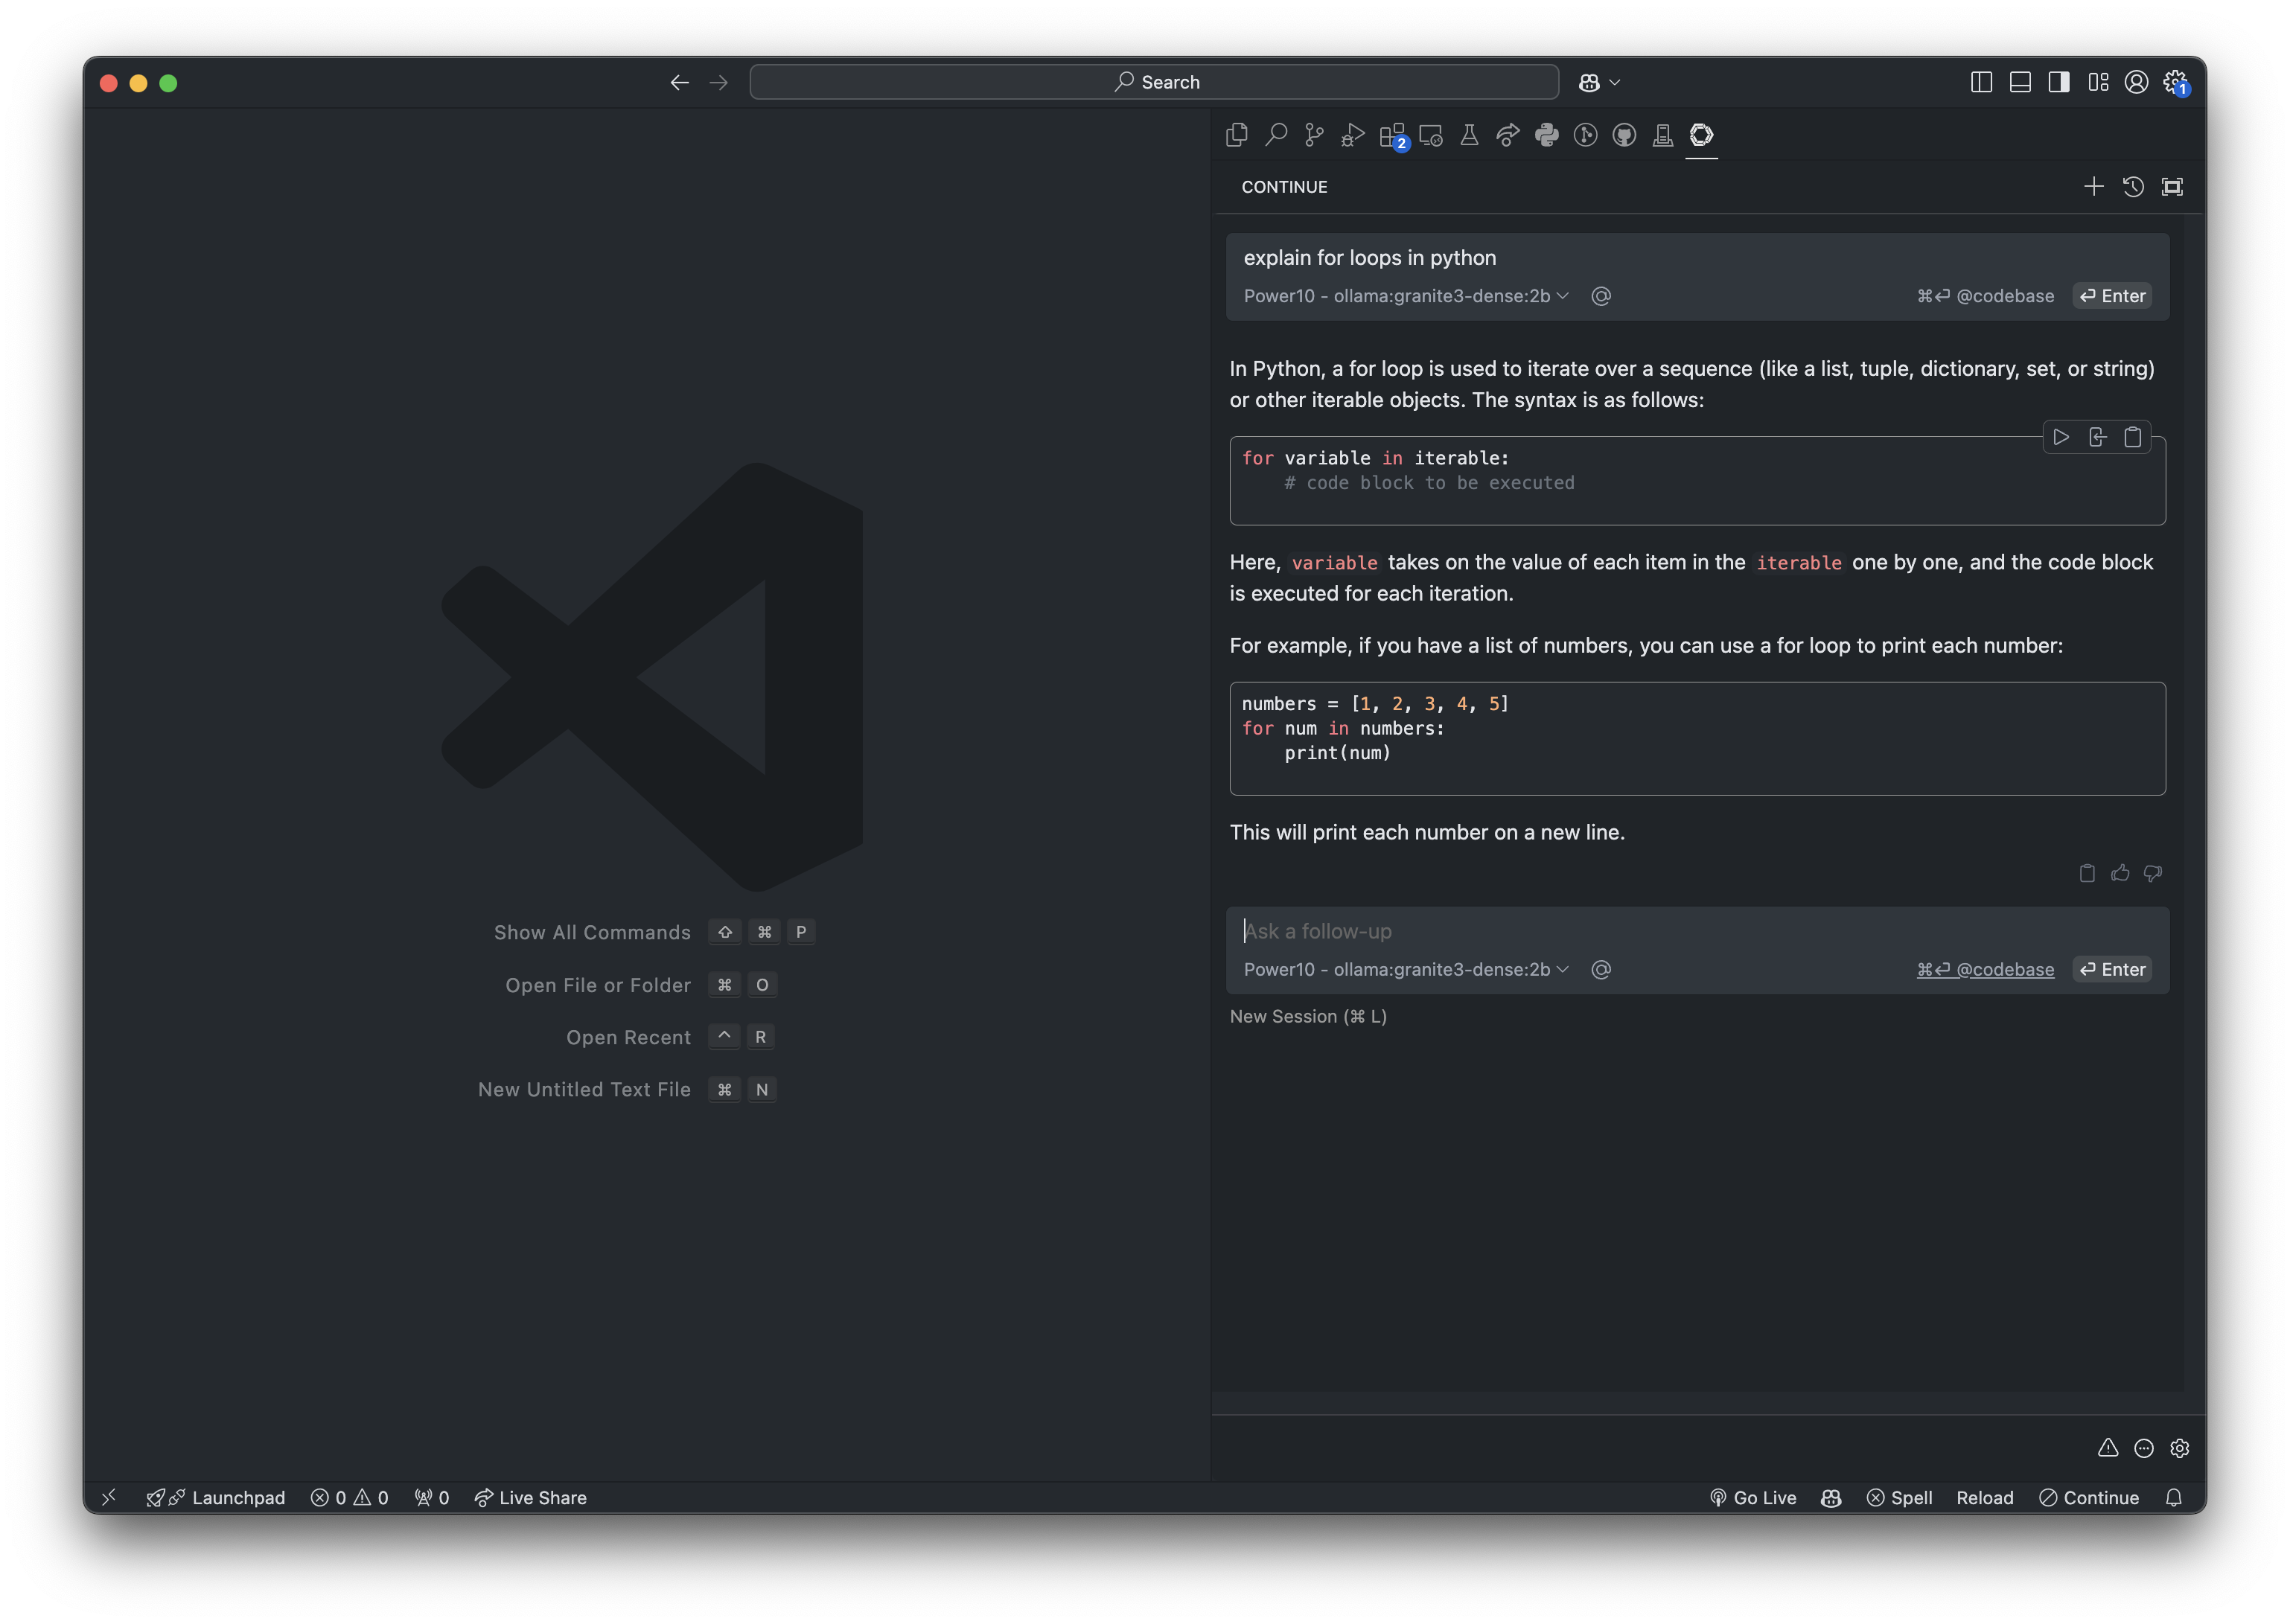 Search
1
2
CONTINUE
explain for loops in python
Power10 - ollama:granite3-dense:2b @ ⌘⏎ @codebase ⏎ Enter
In Python, a for loop is used to iterate over a sequence (like a list, tuple, dictionary, set, or string)
or other iterable objects. The syntax is as follows:
for variable in iterable:
    # code block to be executed
Here, variable takes on the value of each item in the iterable one by one, and the code block
is executed for each iteration.
For example, if you have a list of numbers, you can use a for loop to print each number:
numbers = [1, 2, 3, 4, 5]
for num in numbers:
    print(num)
This will print each number on a new line.
Ask a follow-up
Power10 - ollama:granite3-dense:2b @ ⌘⏎ @codebase ⏎ Enter
New Session (⌘ L)
Show All Commands ⇧ ⌘ P
Open File or Folder ⌘ O
Open Recent ^ R
New Untitled Text File ⌘ N
Launchpad 0 0 0 Live Share Go Live Spell Reload Continue